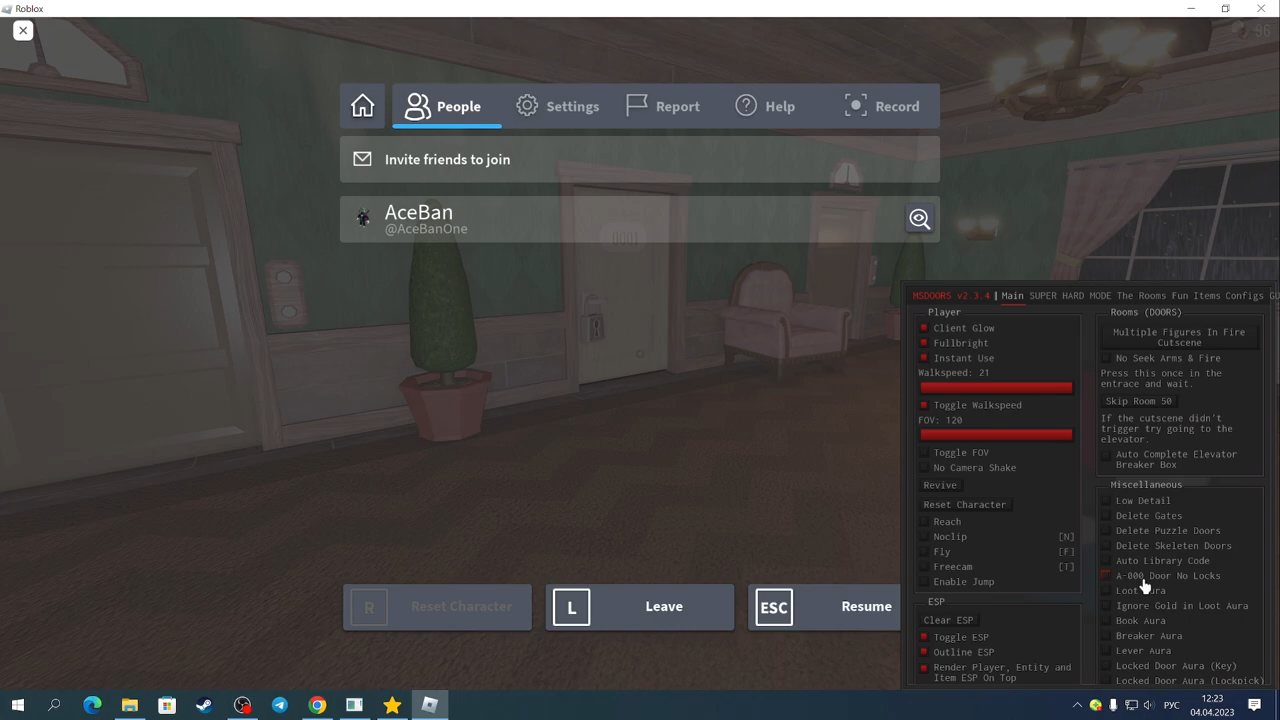 Roblox
96
People
Settings
Report
Help
Record
Invite friends to join
AceBan
@AceBanOne
0001
R Reset Character
L Leave
ESC Resume
MSDOORS v2.3.4 | Main SUPER HARD MODE The Rooms Fun Items Configs GU
Player
Client Glow
Fullbright
Instant Use
Walkspeed: 21
Toggle Walkspeed
FOV: 120
Toggle FOV
No Camera Shake
Revive
Reset Character
Reach
Noclip [N]
Fly [F]
Freecam [T]
Enable Jump
ESP
Clear ESP
Toggle ESP
Outline ESP
Render Player, Entity and
Item ESP On Top
Rooms (DOORS)
Multiple Figures In Fire
Cutscene
No Seek Arms & Fire
Press this once in the
entrace and wait.
Skip Room 50
If the cutscene didn't
trigger try going to the
elevator.
Auto Complete Elevator
Breaker Box
Miscellaneous
Low Detail
Delete Gates
Delete Puzzle Doors
Delete Skeleten Doors
Auto Library Code
A-000 Door No Locks
Loot Aura
Ignore Gold in Loot Aura
Book Aura
Breaker Aura
Lever Aura
Locked Door Aura (Key)
Locked Door Aura (Lockpick)
РУС
12:23
04.04.2023